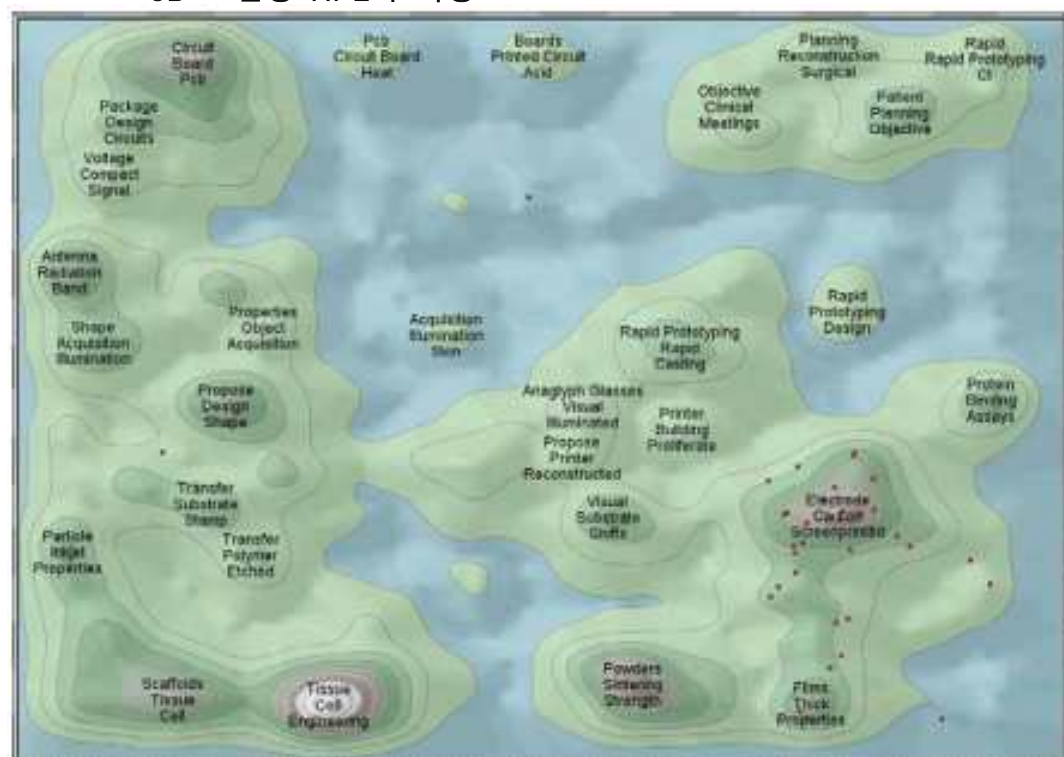 Circuit
Board
Pcb
Pcb
Circuit Board
Heat
Boards
Printed Circuit
Acid
Planning
Reconstruction
Surgical
Rapid
Rapid Prototyping
Ct
Objective
Clinical
Meetings
Patient
Planning
Objective
Package
Design
Circuits
Voltage
Compact
Signal
Antenna
Radiation
Band
Shape
Acquisition
Illumination
Properties
Object
Acquisition
Acquisition
Illumination
Skin
Rapid Prototyping
Rapid
Casting
Rapid
Prototyping
Design
Propose
Design
Shape
Anaglyph Glasses
Visual
Illuminated
Propose
Printer
Reconstructed
Printer
Building
Proliferate
Protein
Binding
Assays
Transfer
Substrate
Stamp
Visual
Substrate
Electrode
Carbon
Screenprinted
Particle
Inkjet
Properties
Transfer
Polymer
Etched
Scaffolds
Tissue
Cell
Tissue
Cell
Engineering
Powders
Sintering
Strength
Films
Thick
Properties